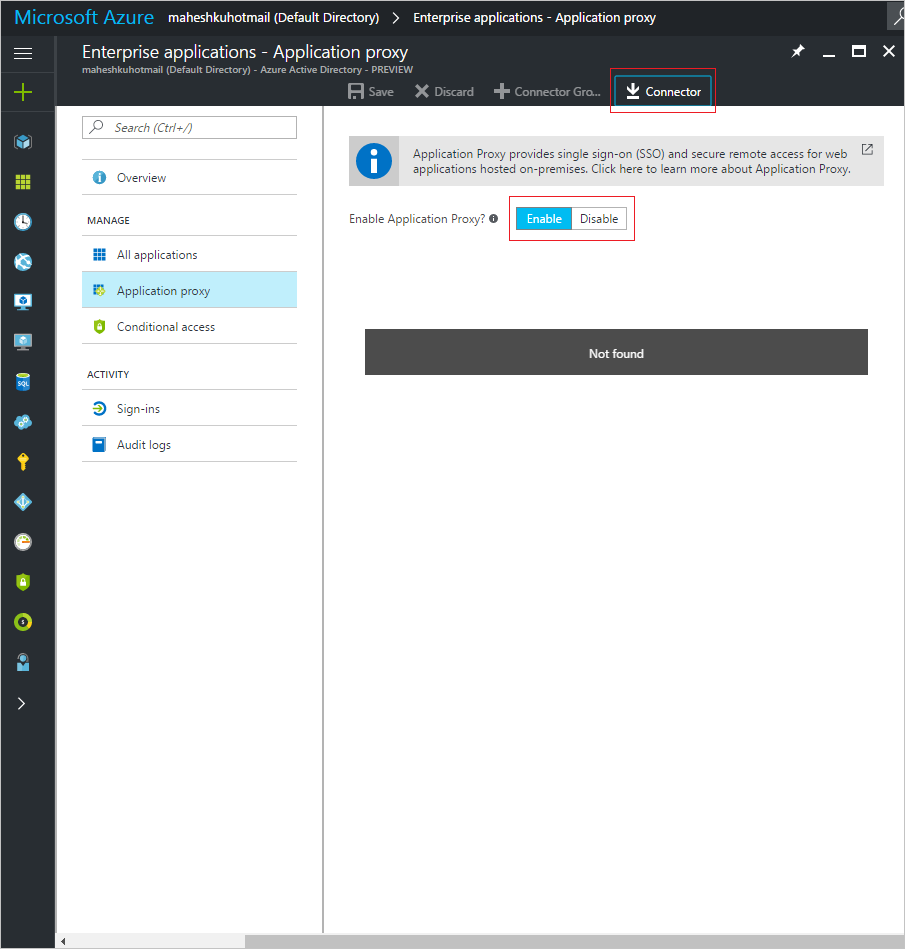 Microsoft Azure maheshkuhotmail (Default Directory) > Enterprise applications - Application proxy
Enterprise applications - Application proxy
maheshkuhotmail (Default Directory) - Azure Active Directory - PREVIEW
Save Discard Connector Gro... Connector
Search (Ctrl+/)
Overview
MANAGE
All applications
Application proxy
Conditional access
ACTIVITY
Sign-ins
Audit logs
Application Proxy provides single sign-on (SSO) and secure remote access for web
applications hosted on-premises. Click here to learn more about Application Proxy.
Enable Application Proxy? Enable Disable
Not found
SQL